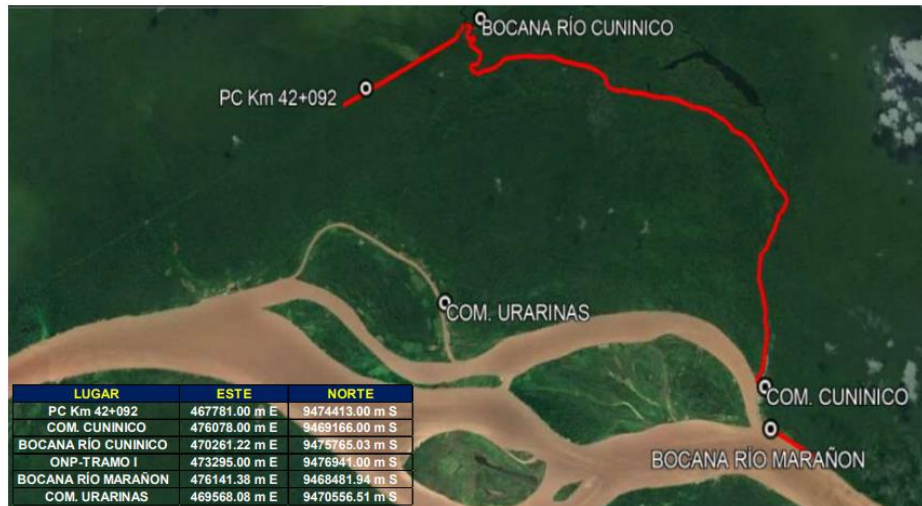 BOCANA RÍO CUNINICO
PC Km 42+092
COM. URARINAS
COM. CUNINICO
BOCANA RÍO MARAÑON
LUGAR ESTE NORTE
PC Km 42+092 467781.00 m E 9474413.00 m S
COM. CUNINICO 476078.00 m E 9469166.00 m S
BOCANA RÍO CUNINICO 470261.22 m E 9475765.03 m S
ONP-TRAMO I 473295.00 m E 9476941.00 m S
BOCANA RÍO MARAÑON 476141.38 m E 9468481.94 m S
COM. URARINAS 469568.08 m E 9470556.51 m S